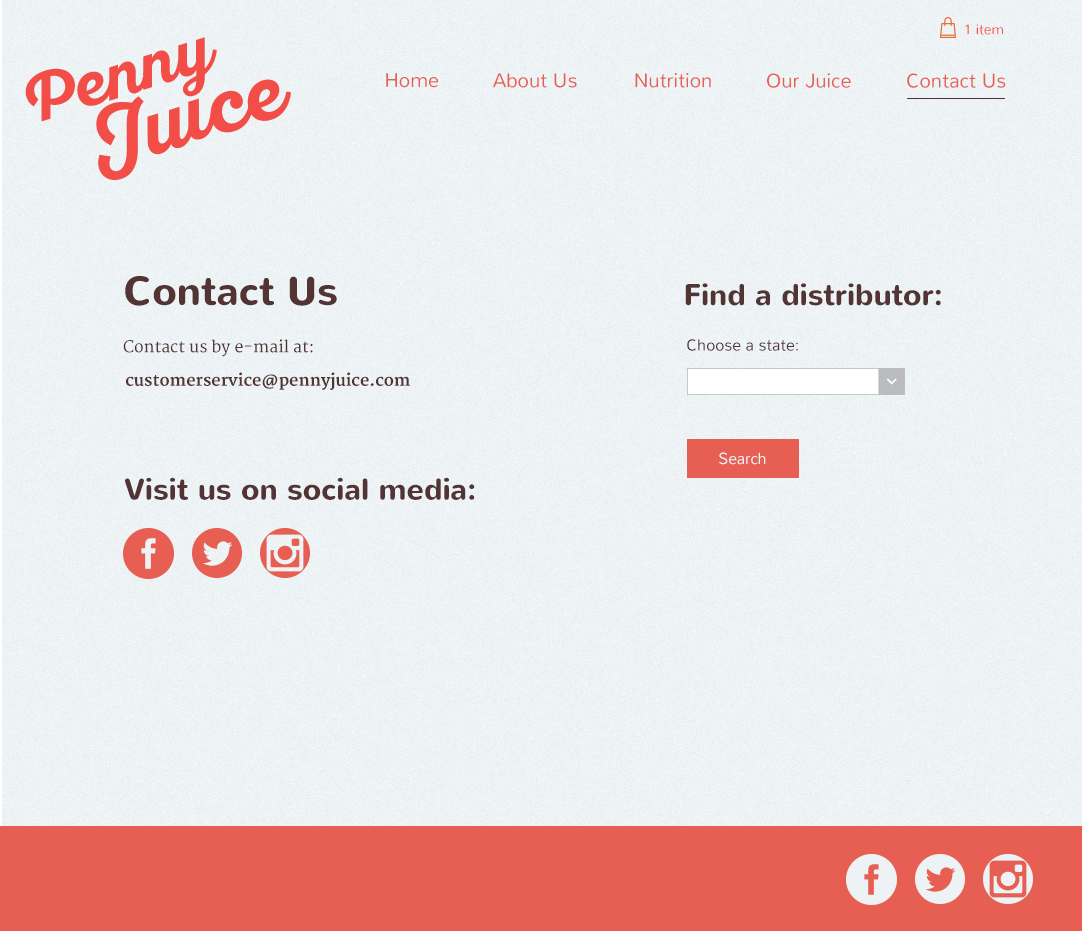 Penny
Juice
1 item
Home
About Us
Nutrition
Our Juice
Contact Us
Contact Us
Contact us by e-mail at:
customerservice@pennyjuice.com
Visit us on social media:
Find a distributor:
Choose a state:
Search